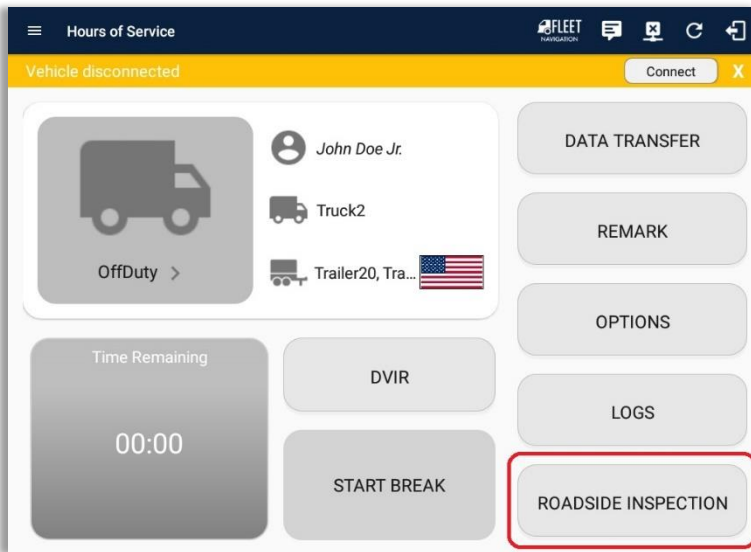 Hours of Service
FLEET
NAVIGATION
Vehicle disconnected
Connect
X
John Doe Jr.
Truck2
OffDuty >
Trailer20, Tra...
Time Remaining
00:00
DVIR
START BREAK
DATA TRANSFER
REMARK
OPTIONS
LOGS
ROADSIDE INSPECTION